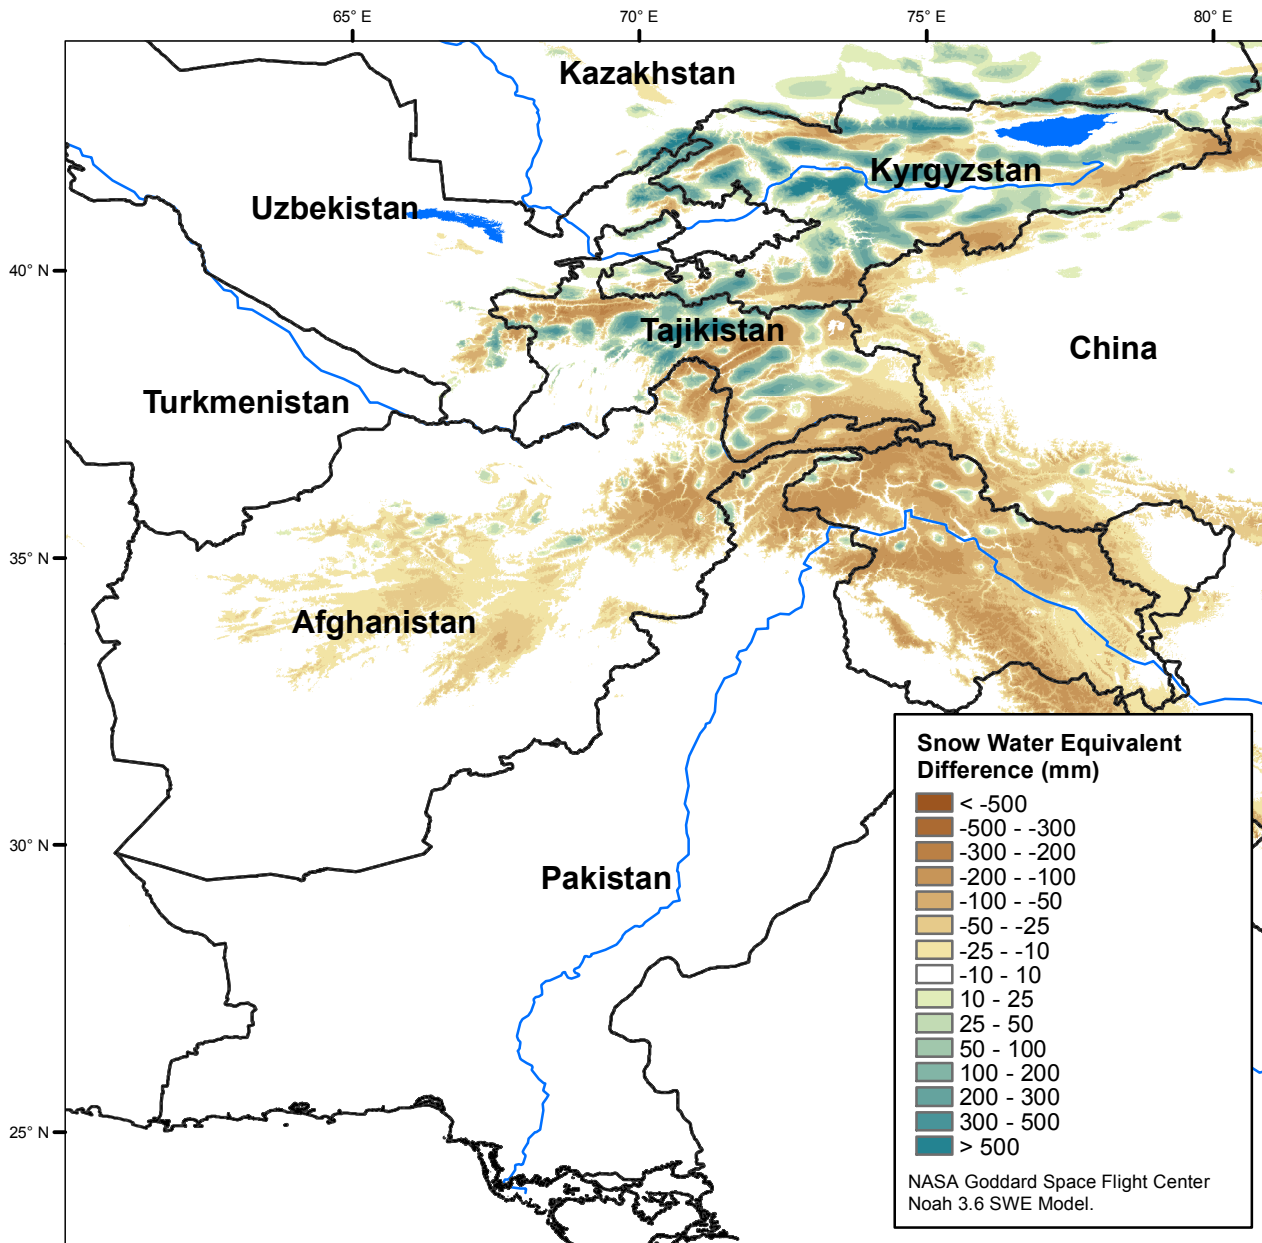 65° E
70° E
75° E
80° E
Kazakhstan
Kyrgyzstan
Uzbekistan
40° N
Tajikistan
China
Turkmenistan
35° N
Afghanistan
30° N
Pakistan
25° N
Snow Water Equivalent
Difference (mm)
< -500
-500 - -300
-300 - -200
-200 - -100
-100 - -50
-50 - -25
-25 - -10
-10 - 10
10 - 25
25 - 50
50 - 100
100 - 200
200 - 300
300 - 500
> 500
NASA Goddard Space Flight Center
Noah 3.6 SWE Model.